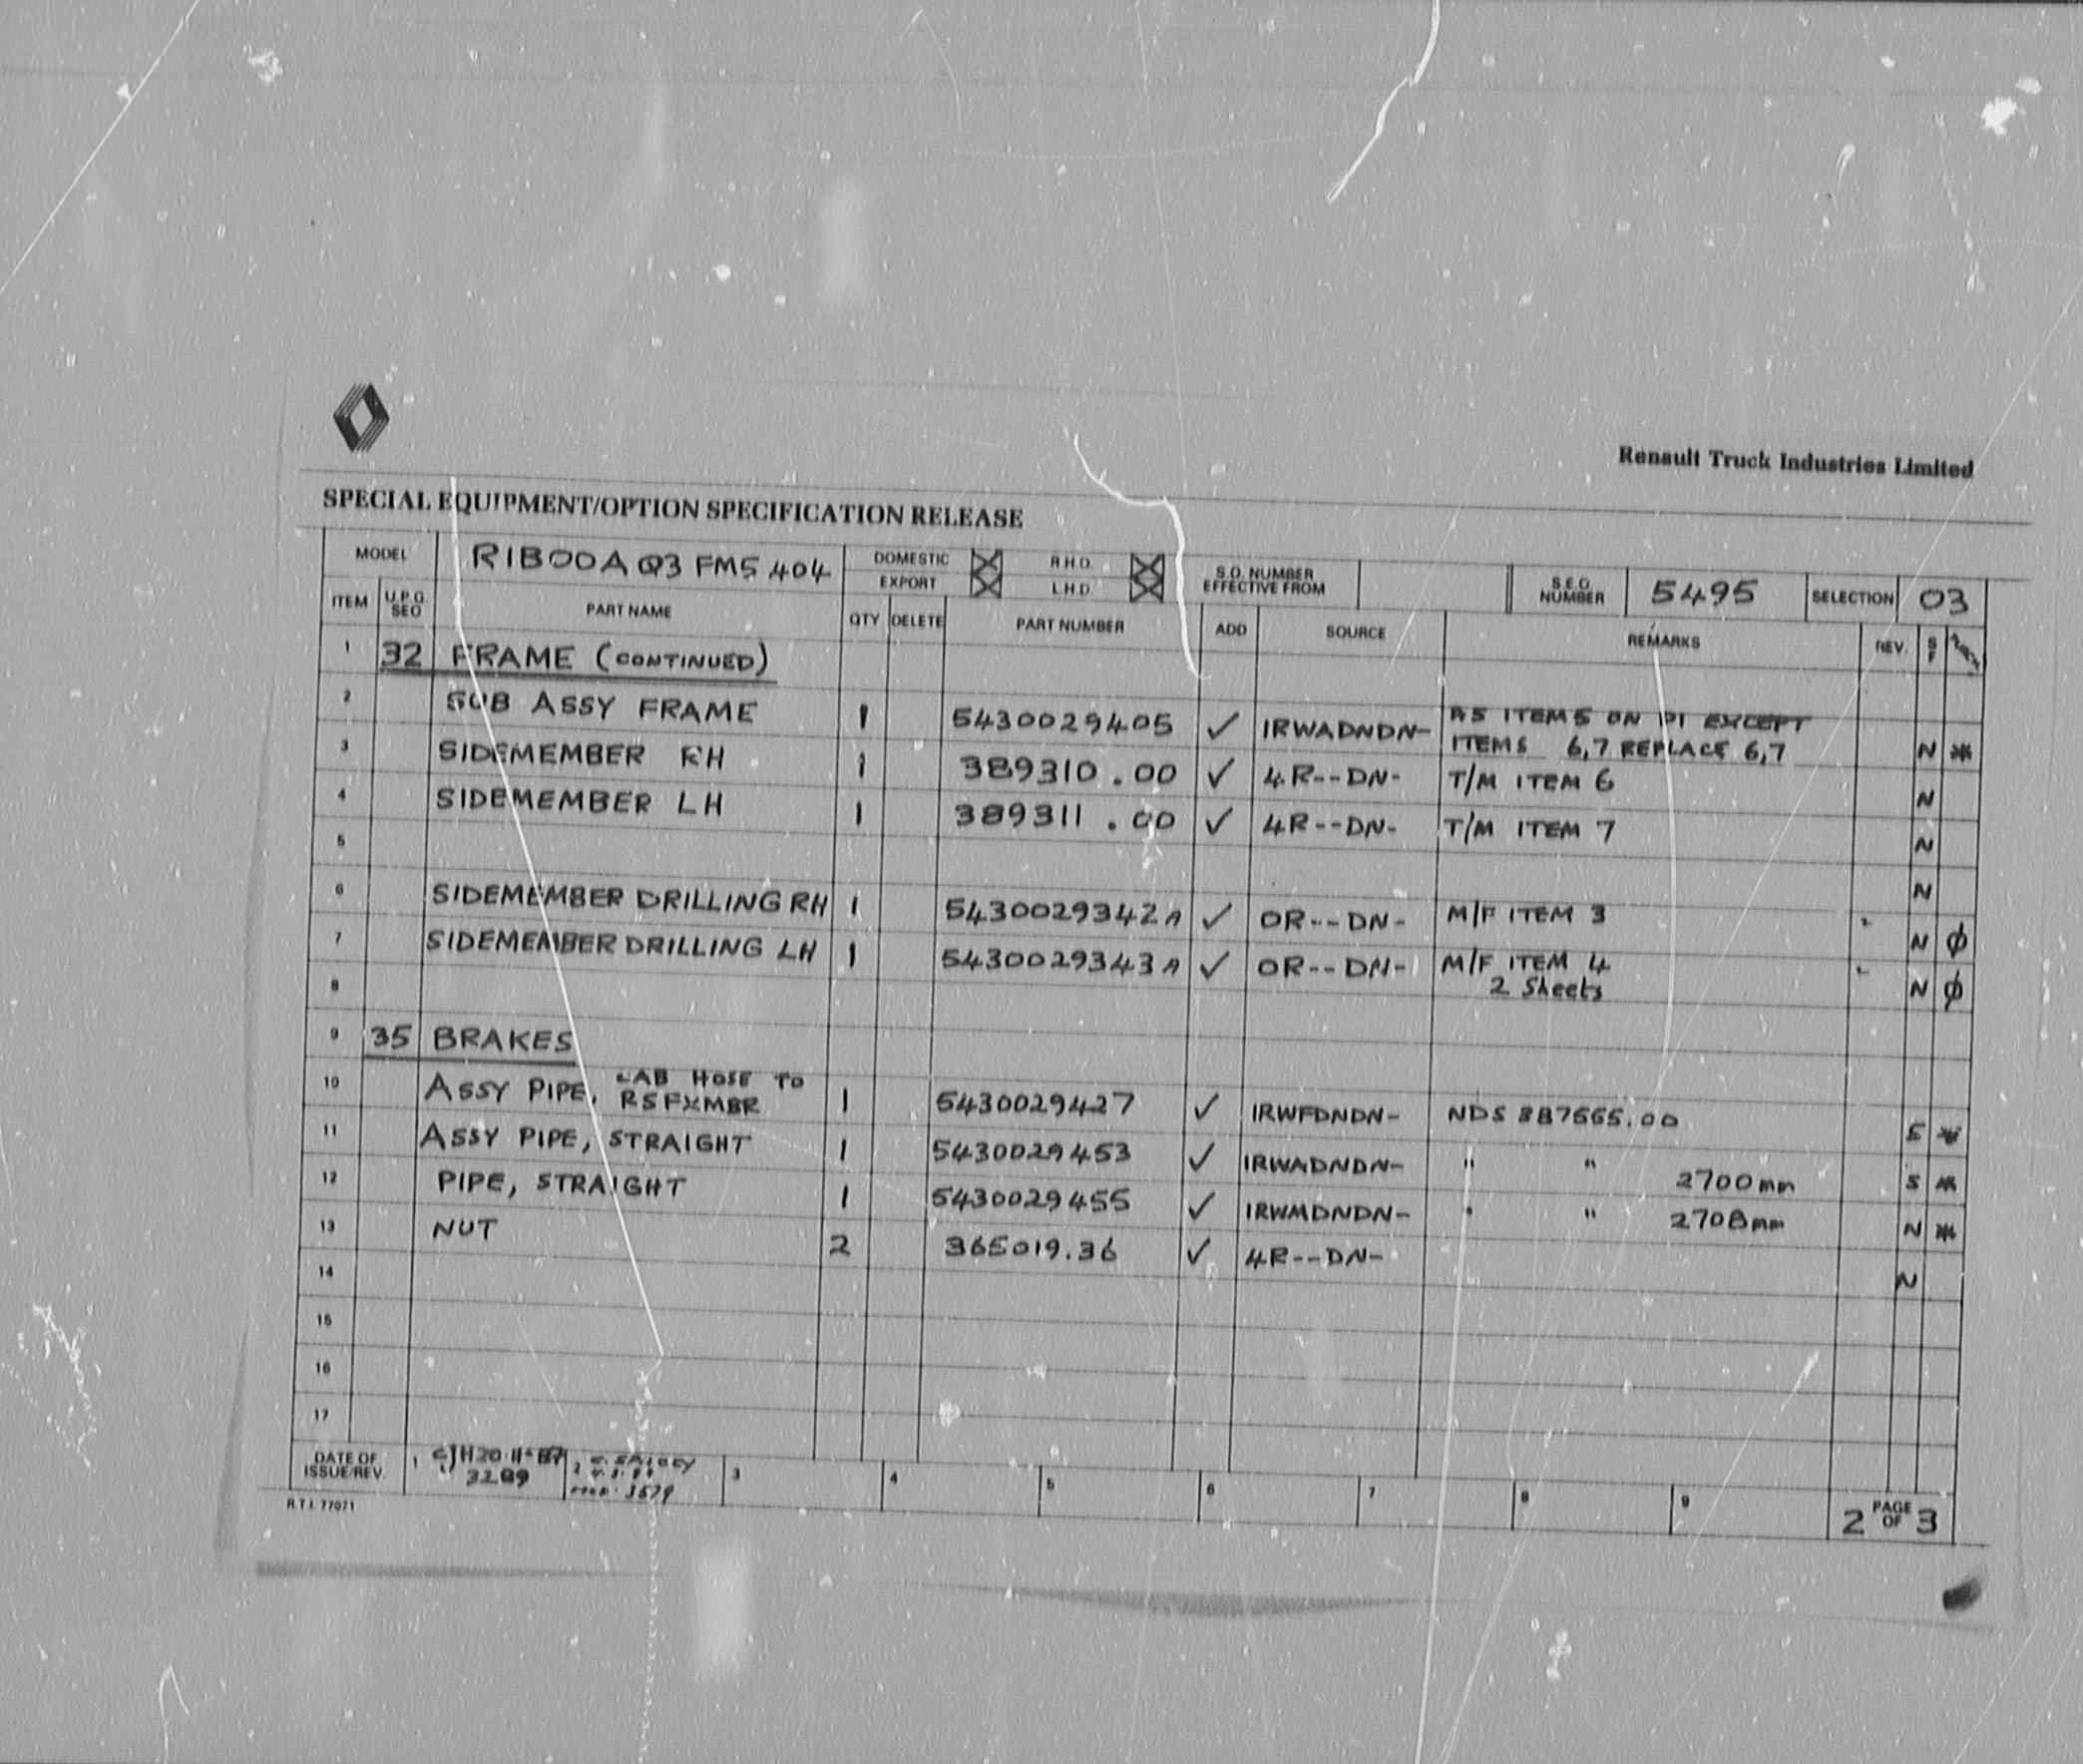 Renault Truck Industries Limited
SPECIAL EQUIPMENT/OPTION SPECIFICATION RELEASE
MODEL R1B00A Q3 FMS 404 DOMESTIC R.H.D. S.O. NUMBER EFFECTIVE FROM S.E.O. NUMBER 5495 SELECTION 03
EXPORT L.H.D.
ITEM U.P.G. SEQ PART NAME QTY DELETE PART NUMBER ADD SOURCE REMARKS REV. S F
1 32 FRAME (CONTINUED)
2 SUB ASSY FRAME 1 5430029405 ✓ IRWADNDN- AS ITEMS ON P1 EXCEPT
ITEMS 6,7 REPLACE 6,7 N *
3 SIDEMEMBER RH 1 389310.00 ✓ 4R--DN- T/M ITEM 6 N
4 SIDEMEMBER LH 1 389311.00 ✓ 4R--DN- T/M ITEM 7 N
5 N
6 SIDEMEMBER DRILLING RH 1 5430029342A ✓ OR---DN- M/F ITEM 3 N ϕ
7 SIDEMEMBER DRILLING LH 1 5430029343A ✓ OR--DN- M/F ITEM 4 N ϕ
2 Sheets
8
9 35 BRAKES
10 ASSY PIPE, CAB HOSE TO
RSFXMBR 1 5430029427 ✓ IRWFDNDN- NDS 887665.00 *
11 ASSY PIPE, STRAIGHT 1 5430029453 ✓ IRWADNDN- " " 2700mm S *
12 PIPE, STRAIGHT 1 5430029455 ✓ IRWMDNDN- " " 2708mm N *
13 NUT 2 365019.36 ✓ 4R--DN- N
14
15
16
17
DATE OF ISSUE/REV. 1 CJH 20.11.87 3289 2 3579 3 4 5 6 7 8 9 2 PAGE OF 3
R.T.I. 77071